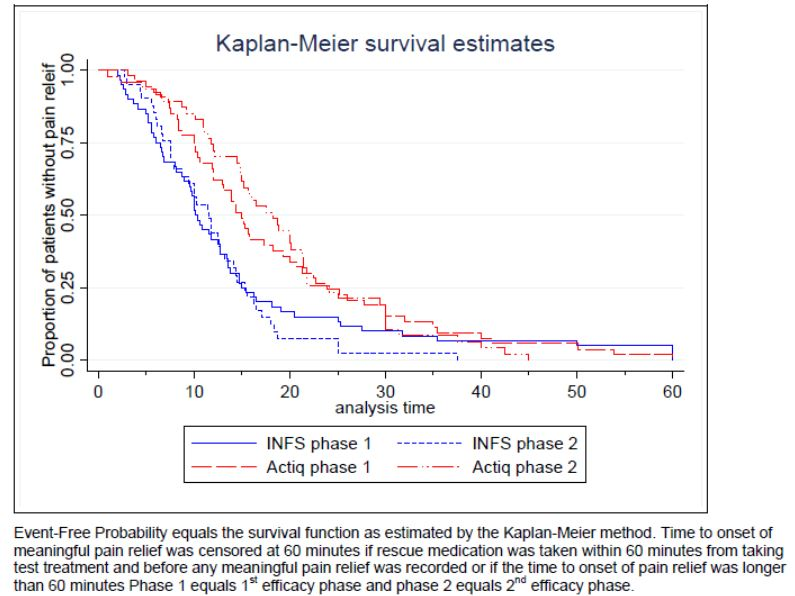 Kaplan-Meier survival estimates
Proportion of patients without pain releif
1.00
0.75
0.50
0.25
0.00
0 10 20 30 40 50 60
analysis time
INFS phase 1 INFS phase 2
Actiq phase 1 Actiq phase 2
Event-Free Probability equals the survival function as estimated by the Kaplan-Meier method. Time to onset of
meaningful pain relief was censored at 60 minutes if rescue medication was taken within 60 minutes from taking
test treatment and before any meaningful pain relief was recorded or if the time to onset of pain relief was longer
than 60 minutes Phase 1 equals 1st efficacy phase and phase 2 equals 2nd efficacy phase.